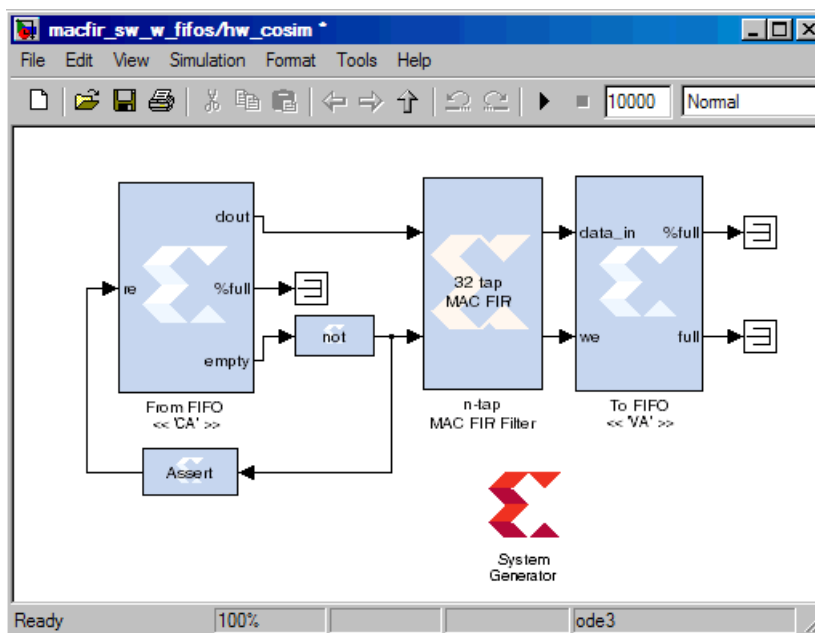 macfir_sw_w_fifos/hw_cosim *
File Edit View Simulation Format Tools Help
10000 Normal
dout
re
%full
empty
not
From FIFO
<< 'CA' >>
Assert
32 tap
MAC FIR
n-tap
MAC FIR Filter
data_in
%full
we
full
To FIFO
<< 'VA' >>
System
Generator
Ready 100% ode3